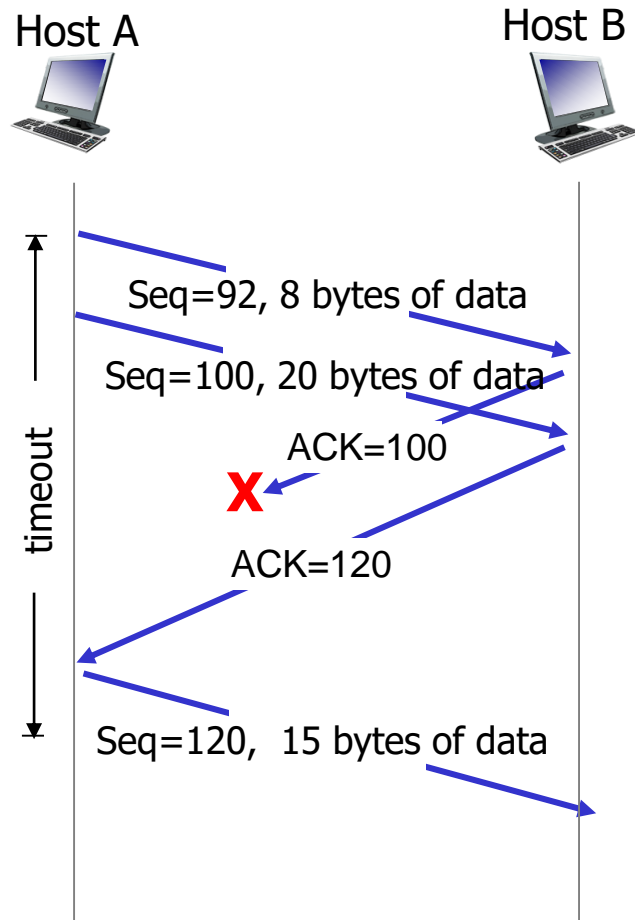 Host A
Host B
Seq=92, 8 bytes of data
Seq=100, 20 bytes of data
ACK=100
X
timeout
ACK=120
Seq=120, 15 bytes of data